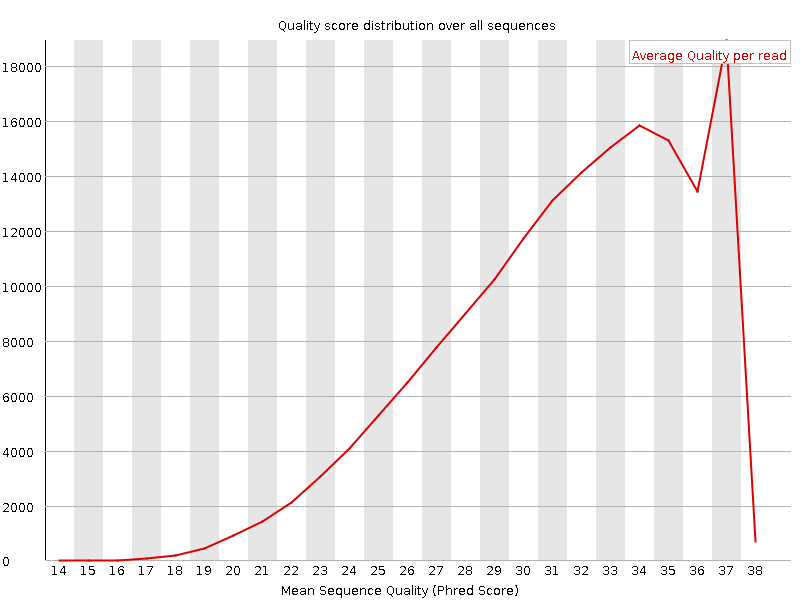 Quality score distribution over all sequences
Average Quality per read
18000
16000
14000
12000
10000
8000
6000
4000
2000
0
14 15 16 17 18 19 20 21 22 23 24 25 26 27 28 29 30 31 32 33 34 35 36 37 38
Mean Sequence Quality (Phred Score)